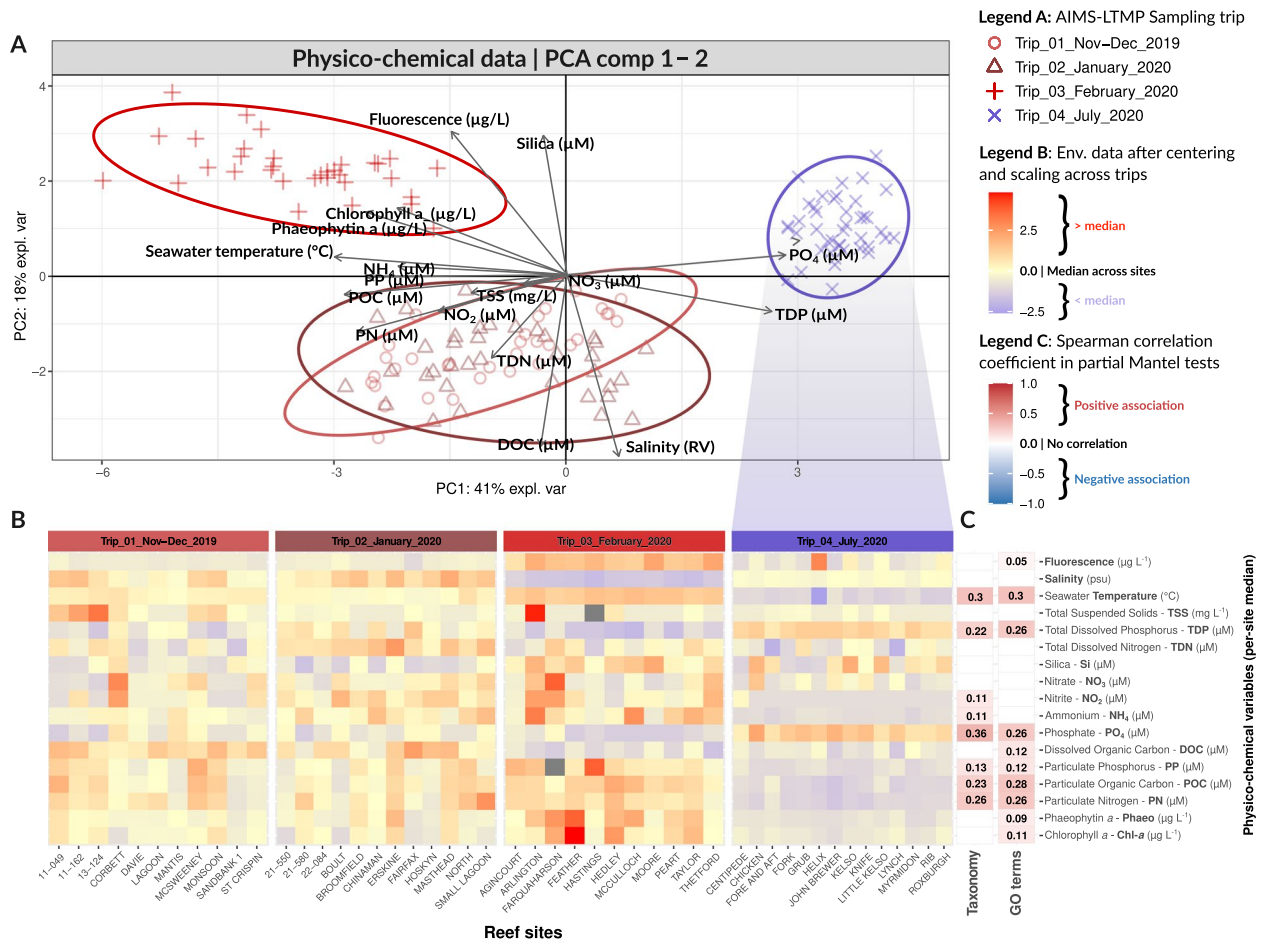 A
Physico-chemical data | PCA comp 1 – 2
PC2: 18% expl. var
4
2
0
−2
Fluorescence (µg/L)
Silica (µM)
Chlorophyll a (µg/L)
Phaeophytin a (µg/L)
Seawater temperature (°C)
NH4 (µM)
PP (µM)
POC (µM)
TSS (mg/L)
NO3 (µM)
NO2 (µM)
PN (µM)
TDN (µM)
DOC (µM)
Salinity (RV)
PO4 (µM)
TDP (µM)
−6
-3
0
3
PC1: 41% expl. var
Legend A: AIMS-LTMP Sampling trip
Trip_01_Nov−Dec_2019
Trip_02_January_2020
Trip_03_February_2020
Trip_04_July_2020
Legend B: Env. data after centering
and scaling across trips
2.5
> median
0.0 | Median across sites
−2.5
< median
Legend C: Spearman correlation
coefficient in partial Mantel tests
1.0
0.5
Positive association
0.0 | No correlation
−0.5
Negative association
−1.0
B
Trip_01_Nov−Dec_2019
Trip_02_January_2020
Trip_03_February_2020
Trip_04_July_2020
11−049
11−162
13−124
CORBETT
DAVIE
LAGOON
MANTIS
MCSWEENEY
MONSOON
SANDBANK 1
ST CRISPIN
21−550
21−580
22−084
BOULT
BROOMFIELD
CHINAMAN
ERSKINE
FAIRFAX
HOSKYN
MASTHEAD
NORTH
SMALL LAGOON
AGINCOURT
ARLINGTON
FARQUAHARSON
FEATHER
HASTINGS
HEDLEY
MCCULLOCH
MOORE
PEART
TAYLOR
THETFORD
CENTIPEDE
CHICKEN
FORE AND AFT
FORK
GRUB
HELIX
JOHN BREWER
KELSO
KNIFE
LITTLE KELSO
LYNCH
MYRMIDON
RIB
ROXBURGH
Reef sites
C
0.05 Fluorescence (µg L-1)
Salinity (psu)
0.3 0.3 Seawater Temperature (°C)
Total Suspended Solids - TSS (mg L-1)
0.22 0.26 Total Dissolved Phosphorus - TDP (µM)
Total Dissolved Nitrogen - TDN (µM)
Silica - Si (µM)
Nitrate - NO3 (µM)
0.11 Nitrite - NO2 (µM)
0.11 Ammonium - NH4 (µM)
0.36 0.26 Phosphate - PO4 (µM)
0.12 Dissolved Organic Carbon - DOC (µM)
0.13 0.12 Particulate Phosphorus - PP (µM)
0.23 0.28 Particulate Organic Carbon - POC (µM)
0.26 0.26 Particulate Nitrogen - PN (µM)
0.09 Phaeophytin a - Phaeo (µg L-1)
0.11 Chlorophyll a - Chl-a (µg L-1)
Taxonomy
GO terms
Physico-chemical variables (per-site median)